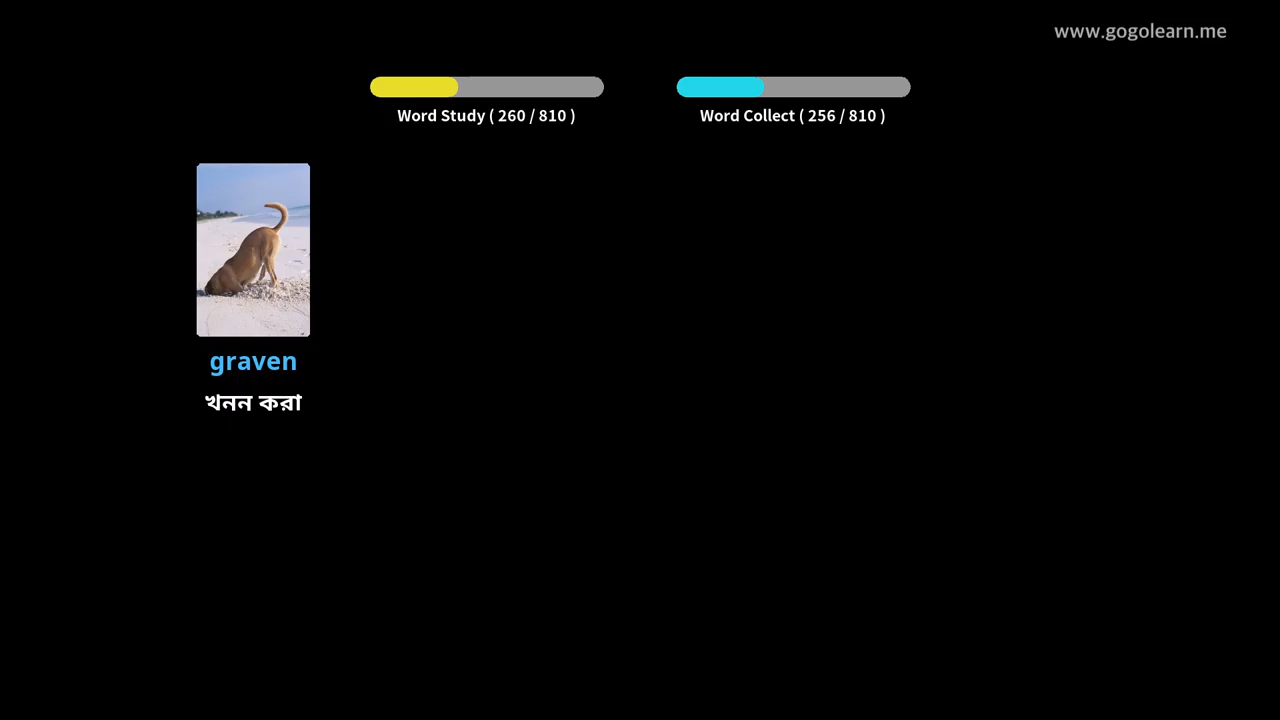 www.gogolearn.me
Word Study ( 260 / 810 )
Word Collect ( 256 / 810 )
graven
খনন করা